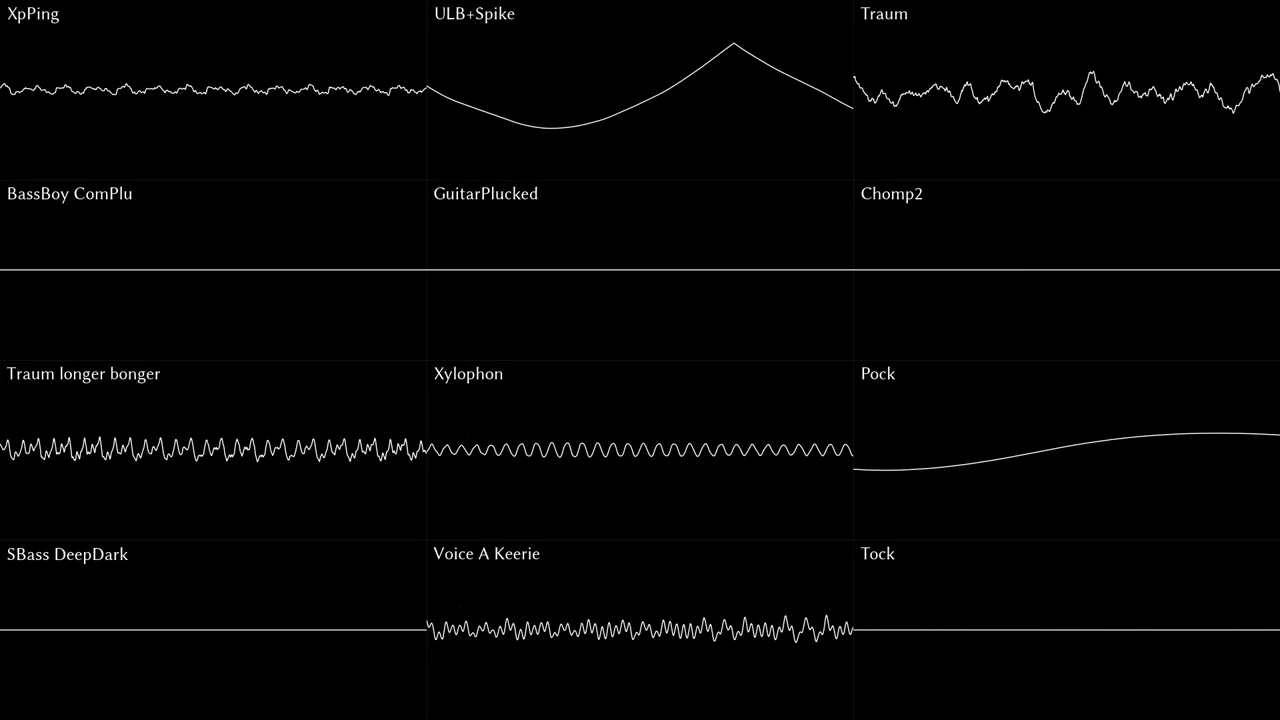 XpPing
ULB+Spike
Traum
BassBoy ComPlu
GuitarPlucked
Chomp2
Traum longer bonger
Xylophon
Pock
SBass DeepDark
Voice A Keerie
Tock